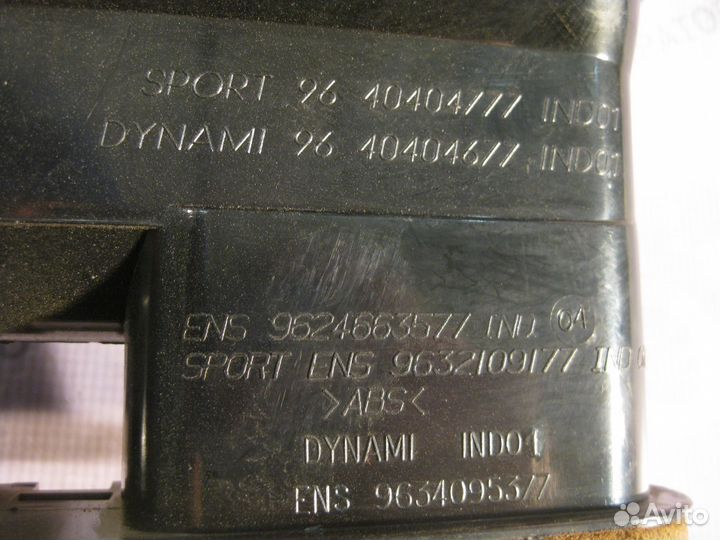 SPORT 96 40404777 IND01
DYNAMI 96 40404677 IND01
ENS 9624663577 IND 01
SPORT ENS 9632109177 IND
>ABS<
DYNAMI IND01
ENS 9634095377
Avito